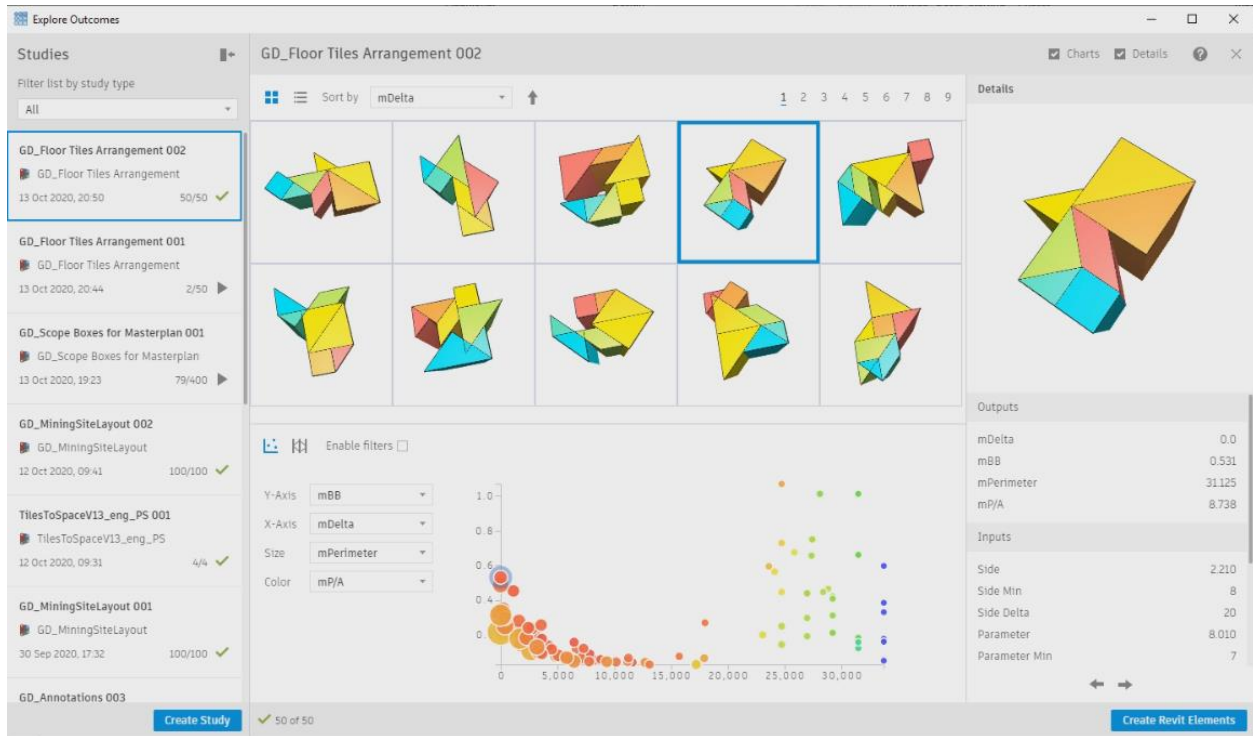 Explore Outcomes
Studies
Filter list by study type
All
GD_Floor Tiles Arrangement 002
GD_Floor Tiles Arrangement
13 Oct 2020, 20:50 50/50
GD_Floor Tiles Arrangement 001
GD_Floor Tiles Arrangement
13 Oct 2020, 20:44 2/50
GD_Scope Boxes for Masterplan 001
GD_Scope Boxes for Masterplan
13 Oct 2020, 19:23 79/400
GD_MiningSiteLayout 002
GD_MiningSiteLayout
12 Oct 2020, 09:41 100/100
TilesToSpaceV13_eng_PS 001
TilesToSpaceV13_eng_PS
12 Oct 2020, 09:31 4/4
GD_MiningSiteLayout 001
GD_MiningSiteLayout
30 Sep 2020, 17:32 100/100
GD_Annotations 003
Create Study
GD_Floor Tiles Arrangement 002
Charts Details
Sort by mDelta
1 2 3 4 5 6 7 8 9
Enable filters
Y-Axis mBB
X-Axis mDelta
Size mPerimeter
Color mP/A
1.0
0.8
0.6
0.4
0.
0 5,000 10,000 15,000 20,000 25,000 30,000
50 of 50
Details
Outputs
mDelta 0.0
mBB 0.531
mPerimeter 31.125
mP/A 8.738
Inputs
Side 2.210
Side Min 8
Side Delta 20
Parameter 8.010
Parameter Min 7
Create Revit Elements